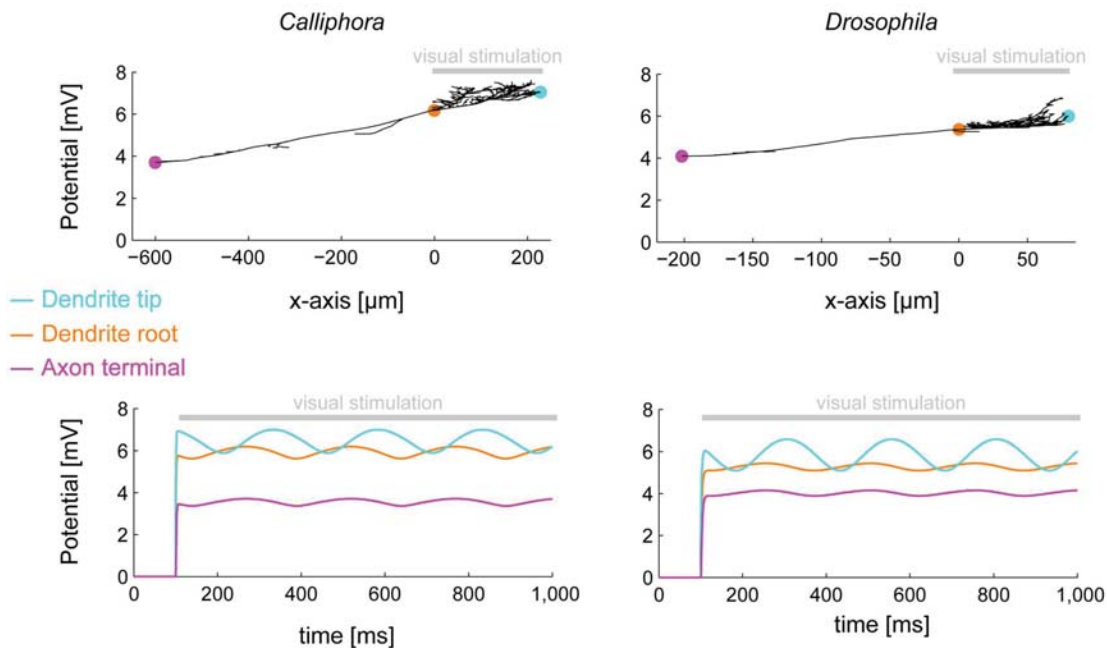 Calliphora
Drosophila
visual stimulation
visual stimulation
Potential [mV]
8
6
4
2
0
−600
−400
−200
0
200
x-axis [µm]
8
6
4
2
0
−200
−150
−100
−50
0
50
x-axis [µm]
Dendrite tip
Dendrite root
Axon terminal
visual stimulation
visual stimulation
Potential [mV]
8
6
4
2
0
0
200
400
600
800
1,000
time [ms]
8
6
4
2
0
0
200
400
600
800
1,000
time [ms]